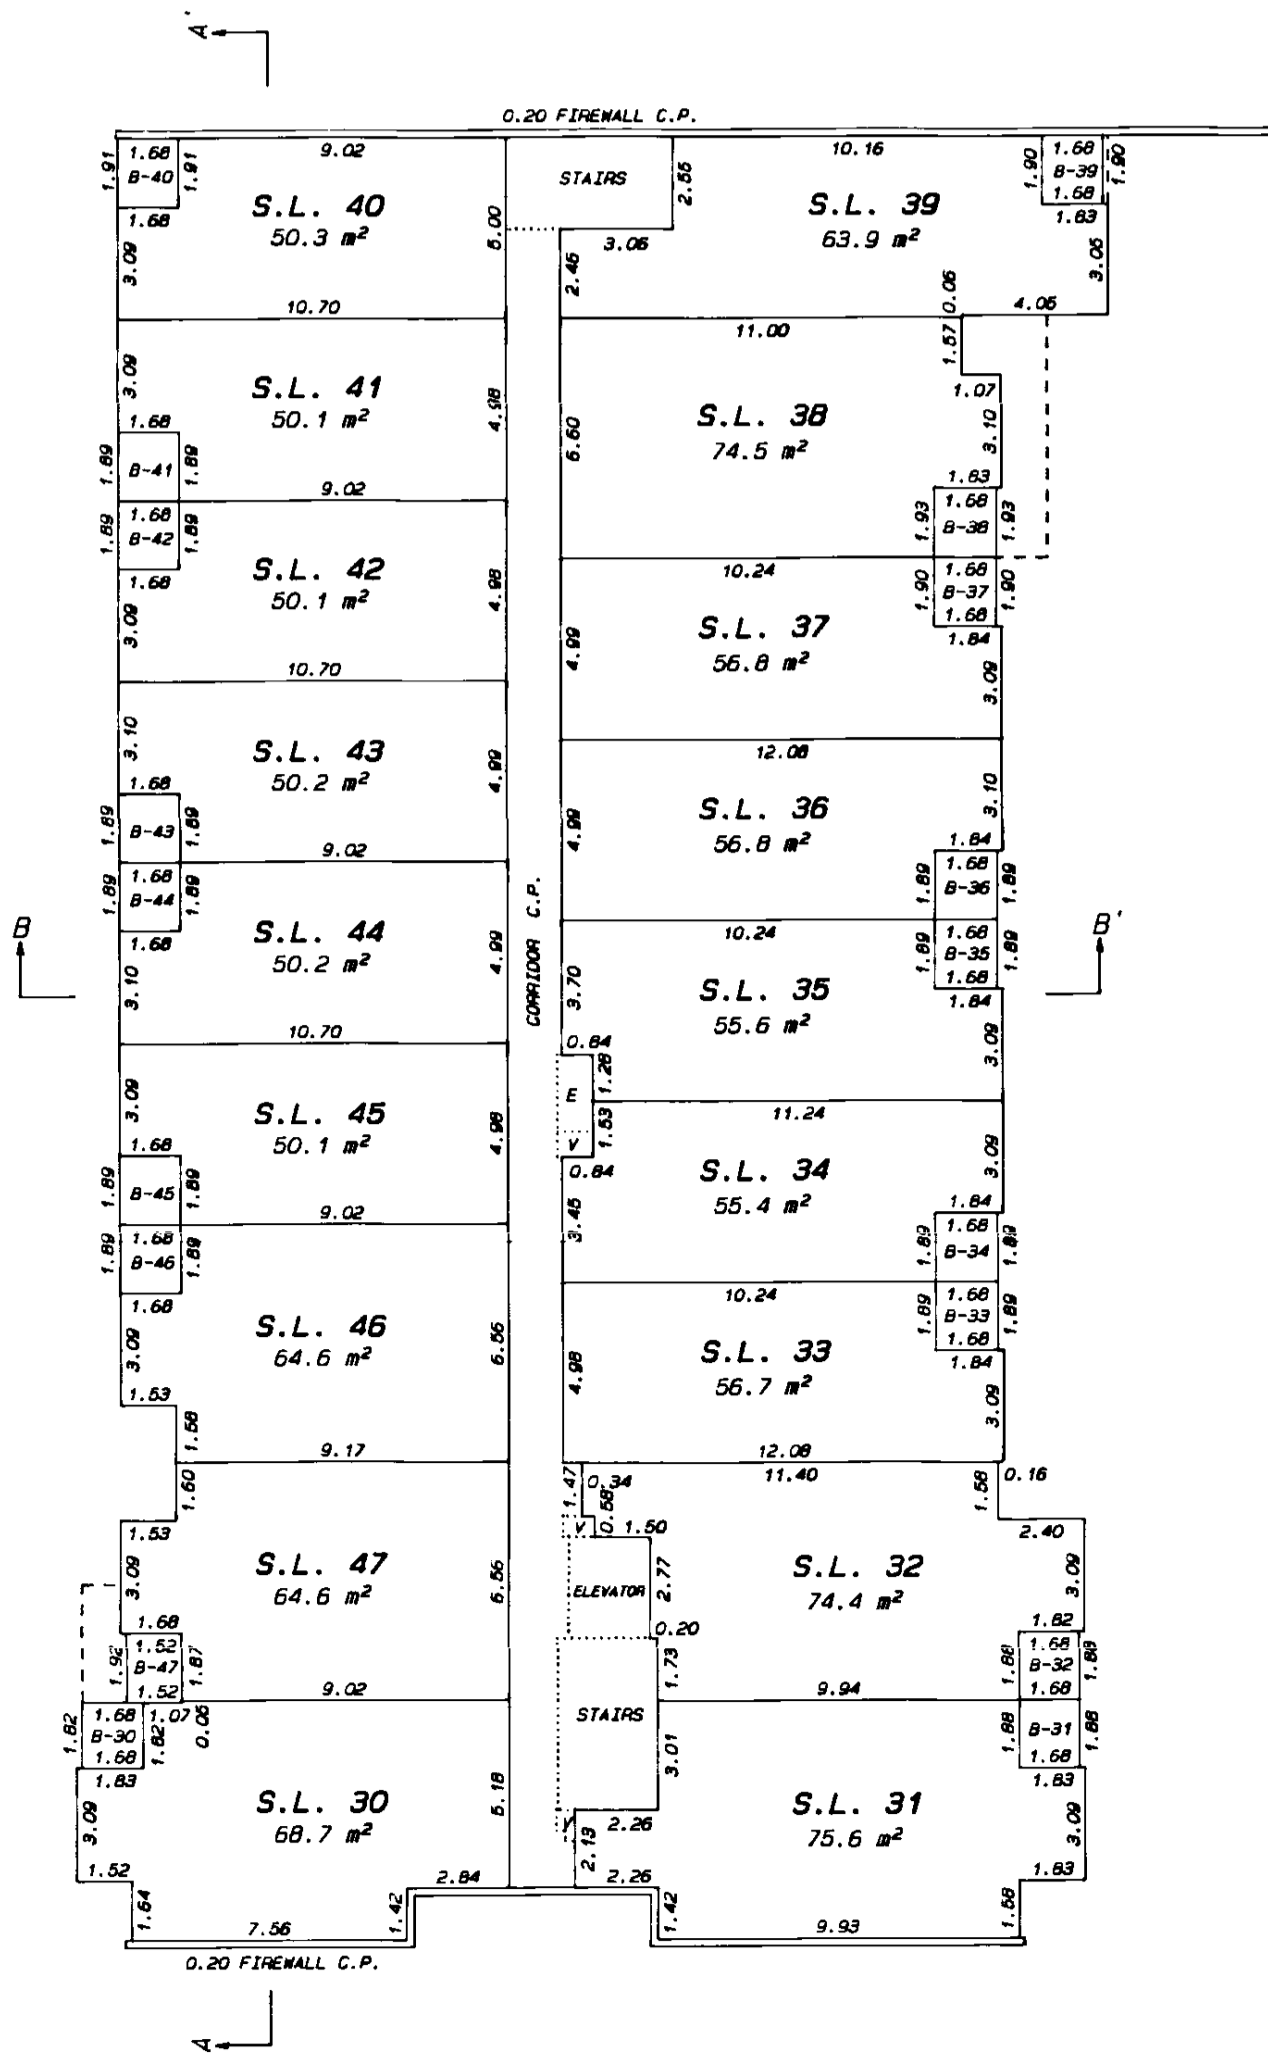 A'
0.20 FIREWALL C.P.
1.68
9.02
10.16
1.68
1.91
B-40
1.91
STAIRS
2.55
1.90
B-39
1.90
1.68
1.68
S.L. 40
S.L. 39
1.83
50.3 m²
5.00
3.06
63.9 m²
3.09
2.45
3.05
10.70
0.06
4.05
11.00
1.57
3.09
S.L. 41
1.07
50.1 m²
4.98
S.L. 38
3.10
1.68
6.60
74.5 m²
1.89
B-41
1.89
1.83
9.02
1.68
1.68
1.93
B-38
1.93
1.89
B-42
1.89
1.68
S.L. 42
10.24
1.68
50.1 m²
4.98
1.90
B-37
1.90
3.09
1.68
S.L. 37
1.84
4.99
56.8 m²
10.70
3.09
3.10
S.L. 43
12.08
50.2 m²
4.99
1.68
S.L. 36
3.10
1.89
B-43
1.89
4.99
56.8 m²
1.84
9.02
1.68
1.68
1.89
B-36
1.89
1.89
B-44
1.89
B
1.68
S.L. 44
10.24
1.68
B'
50.2 m²
4.99
CORRIDOR C.P.
1.89
B-35
1.89
1.68
3.10
3.70
S.L. 35
1.84
55.6 m²
10.70
0.84
3.09
1.28
3.09
S.L. 45
E
11.24
50.1 m²
4.98
1.53
1.68
V
0.84
S.L. 34
3.09
1.89
B-45
1.89
55.4 m²
1.84
9.02
3.45
1.68
1.68
1.89
B-34
1.89
1.89
B-46
1.89
1.68
10.24
1.68
S.L. 46
1.89
B-33
1.89
3.09
64.6 m²
6.56
1.68
S.L. 33
1.84
1.53
4.98
56.7 m²
3.09
1.58
9.17
12.08
11.40
1.60
1.47
0.34
1.58
0.16
0.58
1.53
V
1.50
2.40
3.09
S.L. 47
S.L. 32
64.6 m²
6.56
ELEVATOR
2.77
74.4 m²
3.09
1.68
0.20
1.82
1.52
1.68
1.92
B-47
1.87
1.73
1.88
B-32
1.88
1.52
9.02
9.94
1.68
1.68
1.07
0.05
STAIRS
1.82
B-30
1.82
1.88
B-31
1.88
1.68
3.01
1.68
1.83
1.83
S.L. 30
5.18
S.L. 31
3.09
68.7 m²
V
2.26
75.6 m²
3.09
2.13
1.52
2.84
2.26
1.83
1.64
1.42
1.42
1.58
7.56
9.93
0.20 FIREWALL C.P.
A